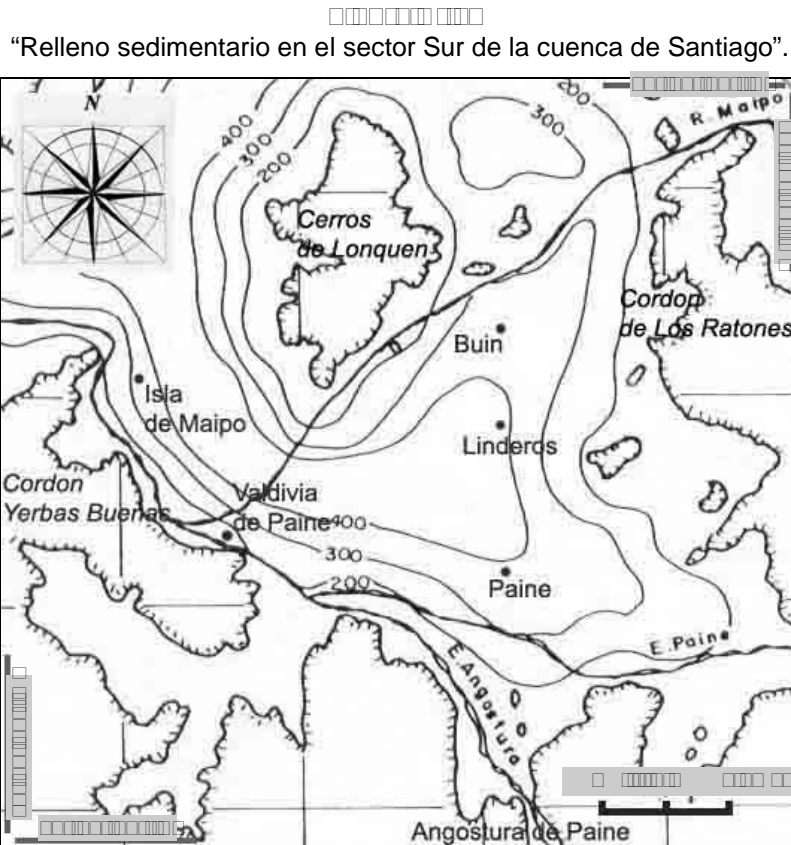 “Relleno sedimentario en el sector Sur de la cuenca de Santiago”.
N
200
400
300
200
300
R. Maipo
Cerros
de Lonquen
Cordon
de Los Ratones
Buin
Isla
de Maipo
Linderos
Cordon
Yerbas Buenas
Valdivia
de Paine
400
300
200
Paine
E. Paine
E. Angostura
Angostura de Paine